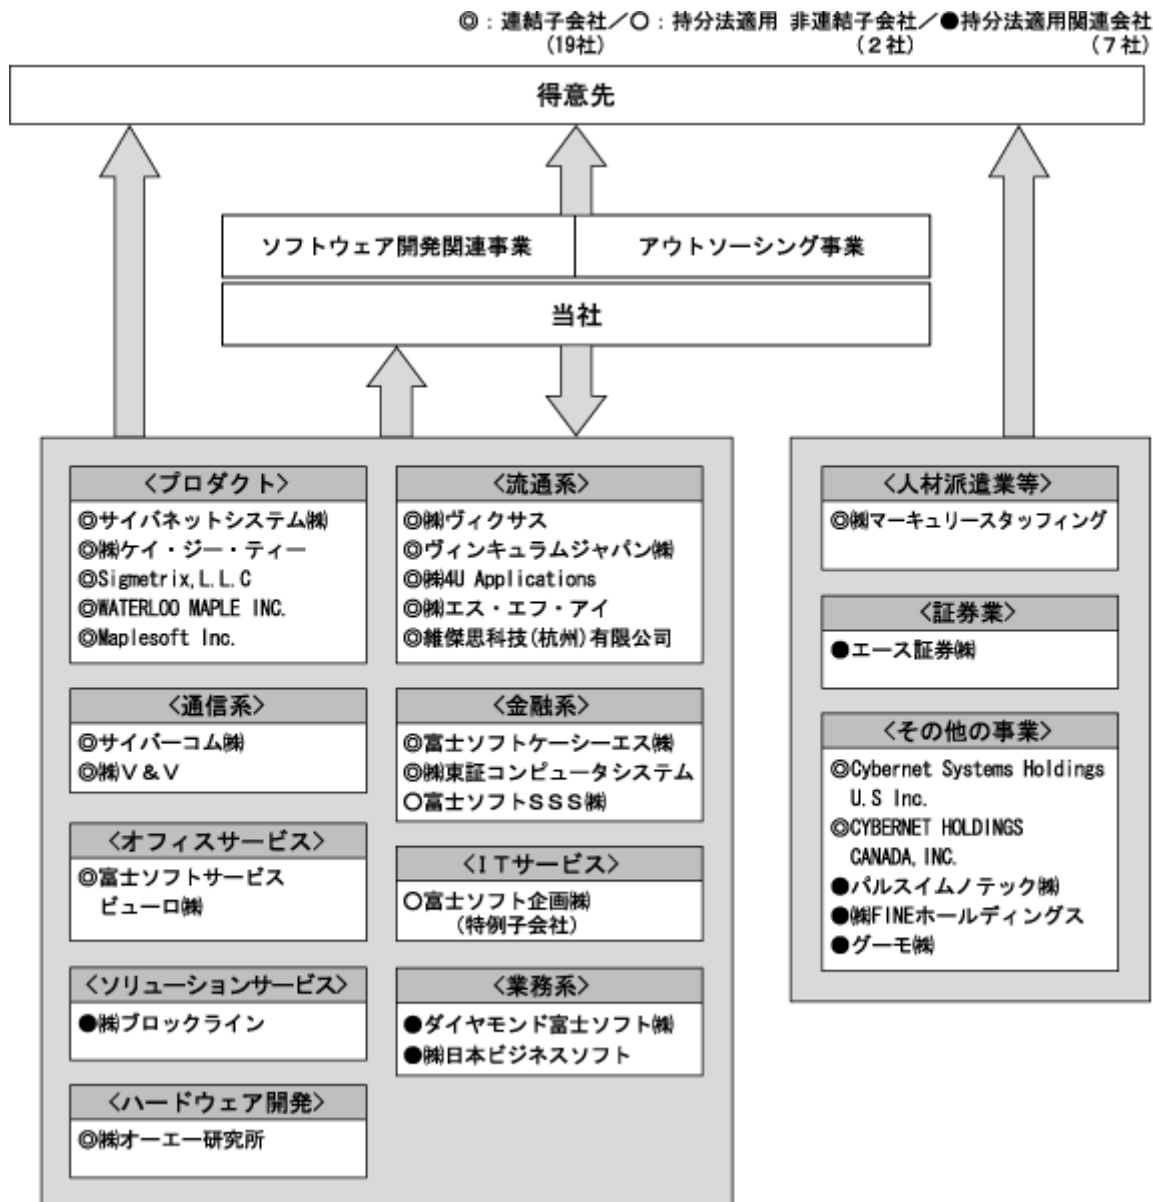 ◎：連結子会社／○：持分法適用 非連結子会社／●持分法適用関連会社
(19社) (２社) (７社)
得意先
ソフトウェア開発関連事業
アウトソーシング事業
当社
〈プロダクト〉
◎サイバネットシステム㈱
◎㈱ケイ・ジー・ティー
◎Sigmetrix,L.L.C
◎WATERLOO MAPLE INC.
◎Maplesoft Inc.
〈通信系〉
◎サイバーコム㈱
◎㈱Ｖ＆Ｖ
〈オフィスサービス〉
◎富士ソフトサービス
ビューロ㈱
〈ソリューションサービス〉
●㈱ブロックライン
〈ハードウェア開発〉
◎㈱オーエー研究所
〈流通系〉
◎㈱ヴィクサス
◎ヴィンキュラムジャパン㈱
◎㈱4U Applications
◎㈱エス・エフ・アイ
◎維傑思科技(杭州)有限公司
〈金融系〉
◎富士ソフトケーシーエス㈱
◎㈱東証コンピュータシステム
○富士ソフトＳＳＳ㈱
〈ＩＴサービス〉
○富士ソフト企画㈱
(特例子会社)
〈業務系〉
●ダイヤモンド富士ソフト㈱
●㈱日本ビジネスソフト
〈人材派遣業等〉
◎㈱マーキュリースタッフィング
〈証券業〉
●エース証券㈱
〈その他の事業〉
◎Cybernet Systems Holdings
U.S Inc.
◎CYBERNET HOLDINGS
CANADA,INC.
●パルスイムノテック㈱
●㈱FINEホールディングス
●グーモ㈱